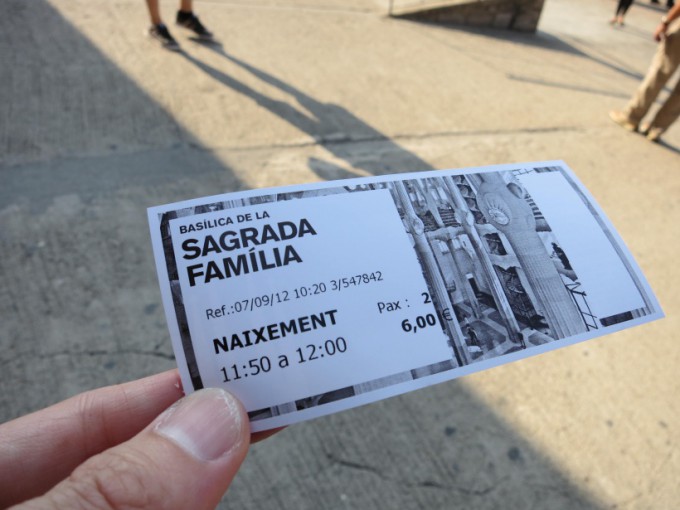 BASÍLICA DE LA
SAGRADA
FAMÍLIA
Ref.:07/09/12 10:20 3/547842
NAIXEMENT Pax : 2
11:50 a 12:00 6,00 €